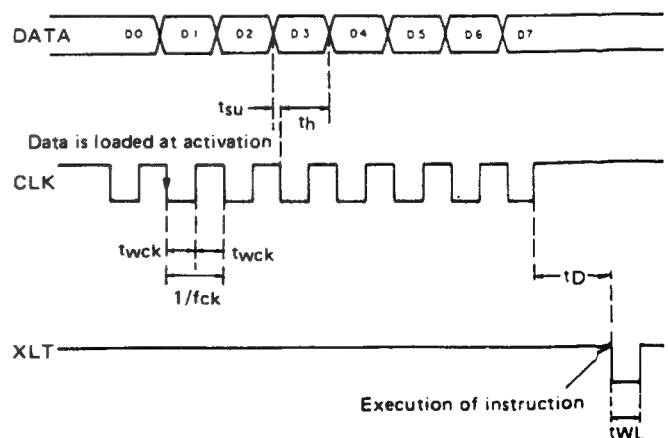 DATA D0 D1 D2 D3 D4 D5 D6 D7
tsu th
Data is loaded at activation
CLK
twck twck
1/fck
tD
XLT
Execution of instruction
tWL